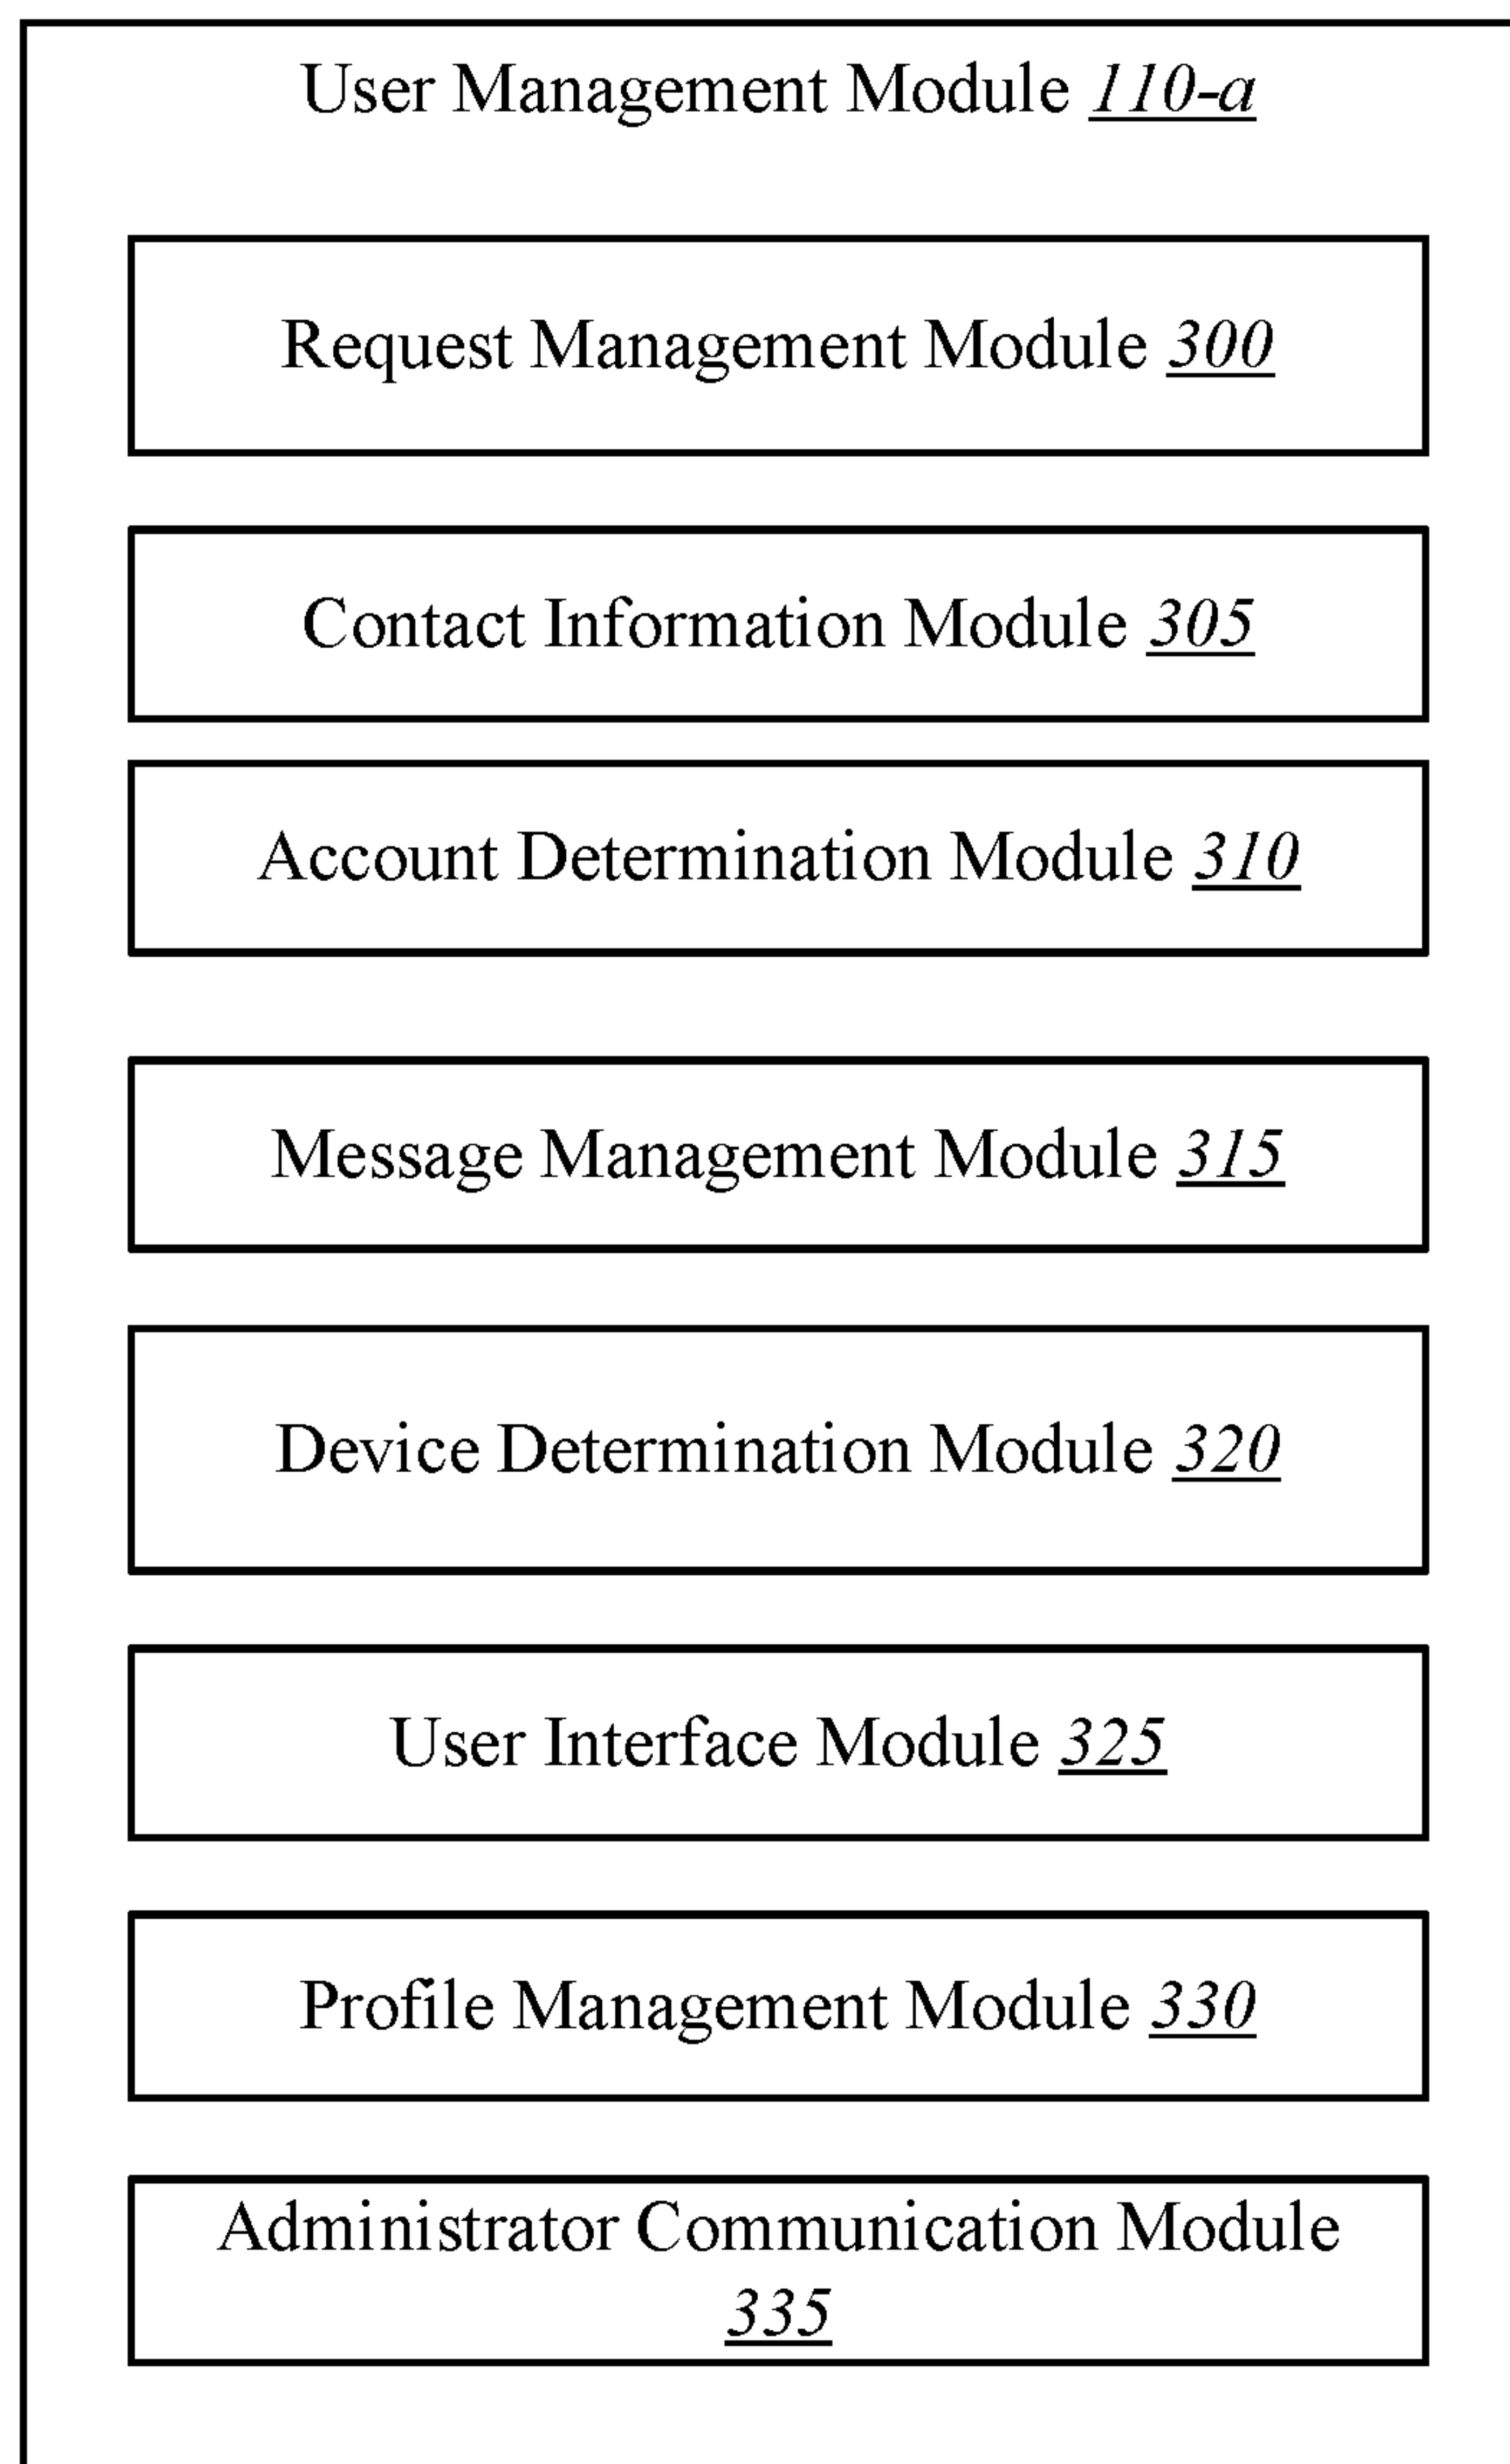 User Management Module 110-a
Request Management Module 300
Contact Information Module 305
Account Determination Module 310
Message Management Module 315
Device Determination Module 320
User Interface Module 325
Profile Management Module 330
Administrator Communication Module
335